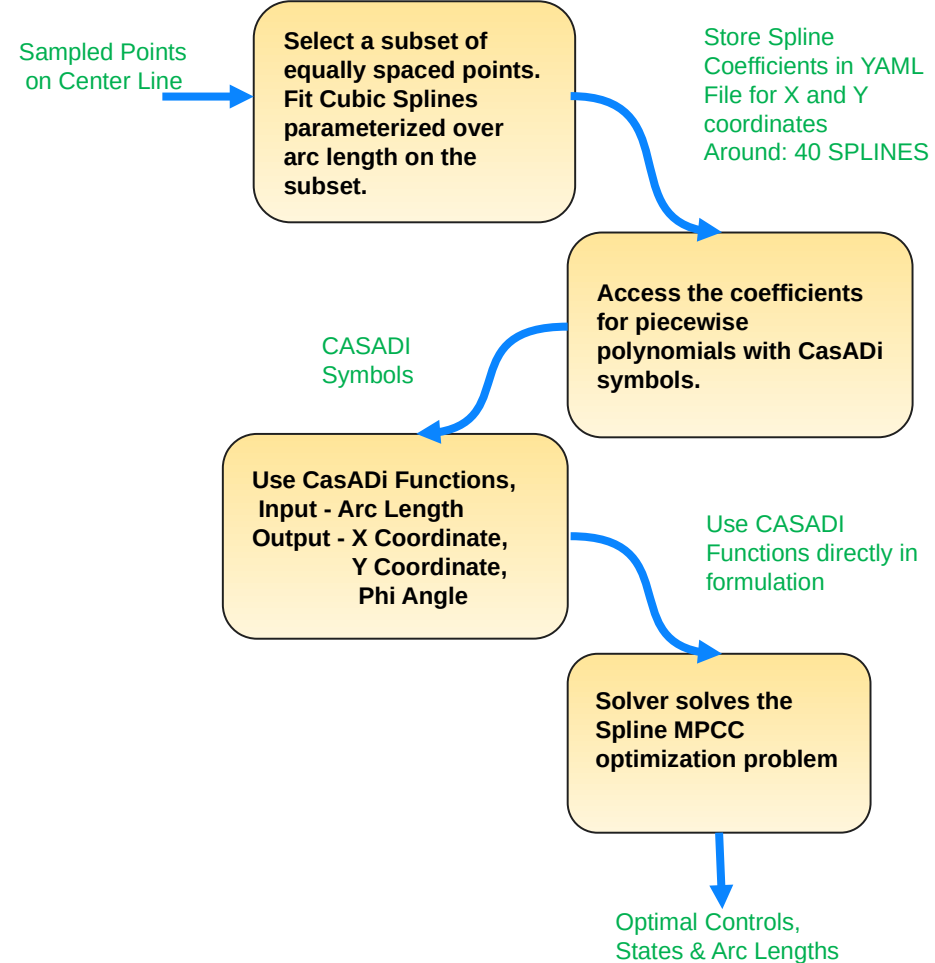 Sampled Points
on Center Line
Select a subset of
equally spaced points.
Fit Cubic Splines
parameterized over
arc length on the
subset.
Store Spline
Coefficients in YAML
File for X and Y
coordinates
Around: 40 SPLINES
Access the coefficients
for piecewise
polynomials with CasADi
symbols.
CASADI
Symbols
Use CasADi Functions,
Input - Arc Length
Output - X Coordinate,
Y Coordinate,
Phi Angle
Use CASADI
Functions directly in
formulation
Solver solves the
Spline MPCC
optimization problem
Optimal Controls,
States & Arc Lengths